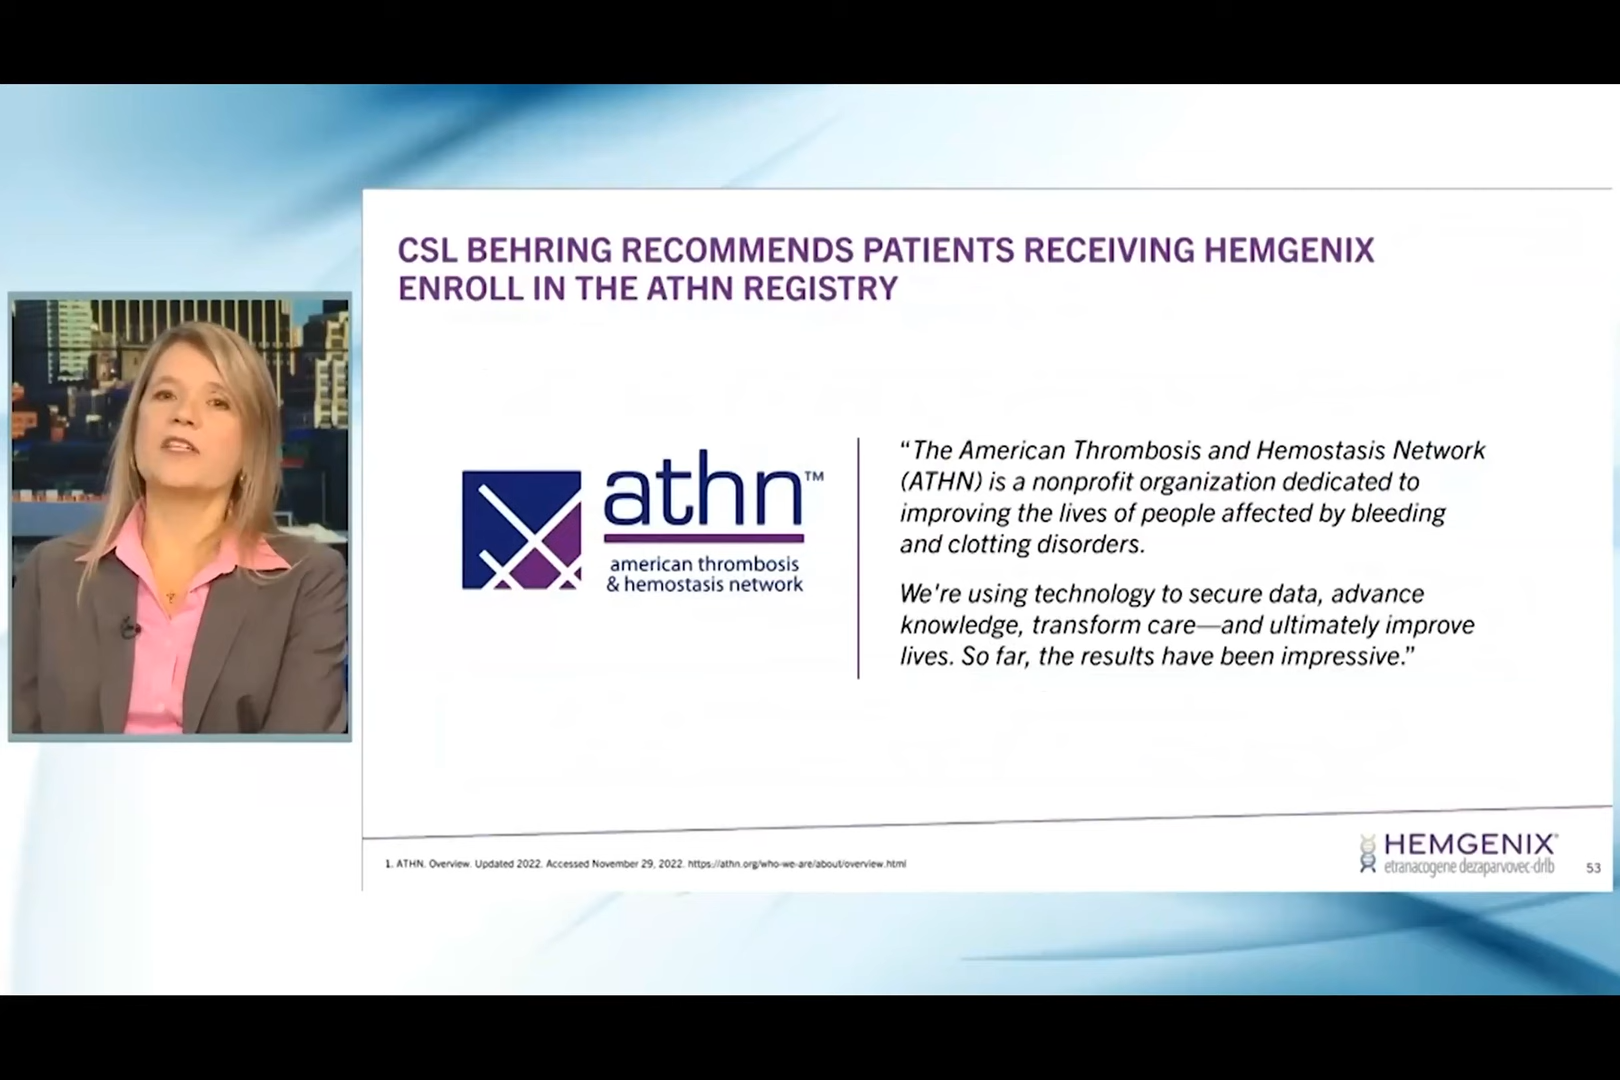 CSL BEHRING RECOMMENDS PATIENTS RECEIVING HEMGENIX
ENROLL IN THE ATHN REGISTRY
athn™
american thrombosis
& hemostasis network
“The American Thrombosis and Hemostasis Network
(ATHN) is a nonprofit organization dedicated to
improving the lives of people affected by bleeding
and clotting disorders.
We're using technology to secure data, advance
knowledge, transform care—and ultimately improve
lives. So far, the results have been impressive.”
1. ATHN. Overview. Updated 2022. Accessed November 29, 2022. https://athn.org/who-we-are/about/overview.html
HEMGENIX®
etranacogene dezaparvovec-drlb
53